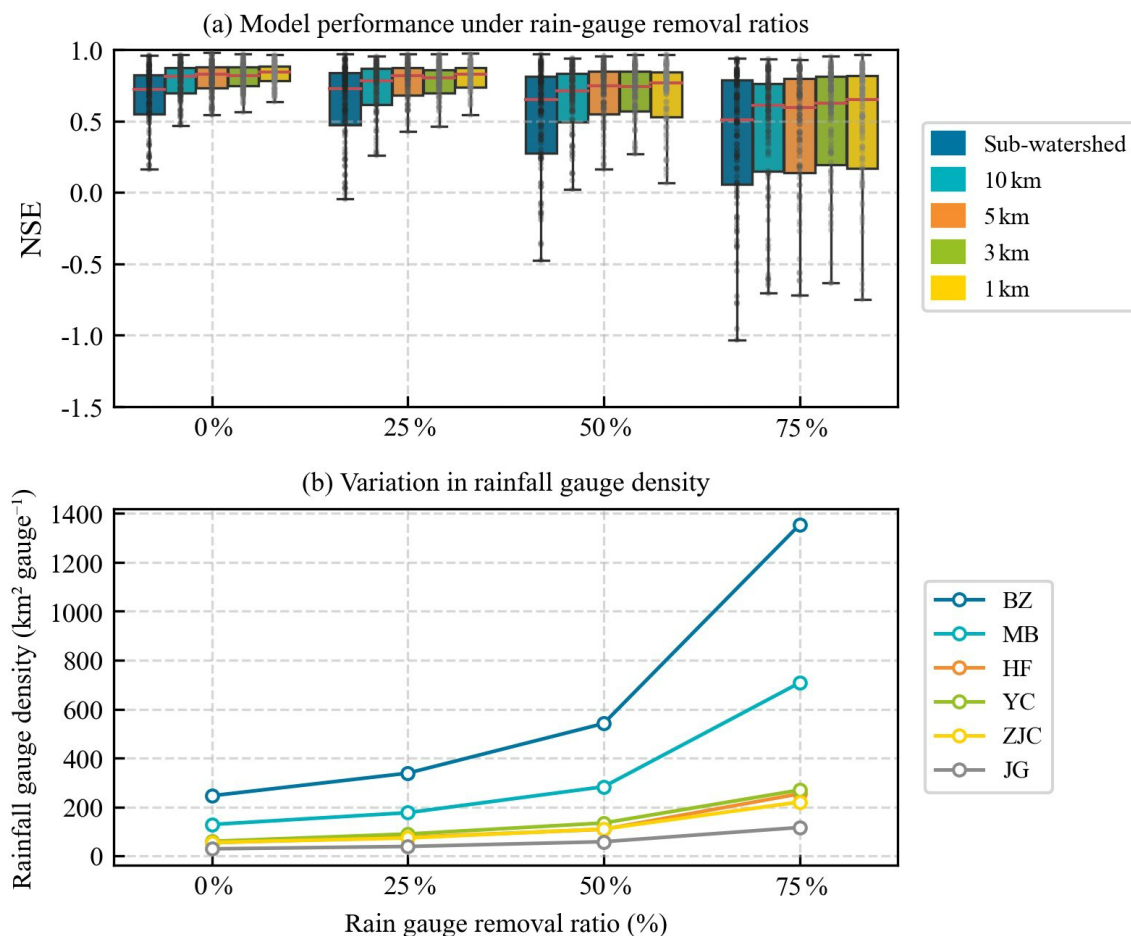 (a) Model performance under rain-gauge removal ratios
1.0
0.5
0.0
-0.5
-1.0
-1.5
NSE
0 %
25 %
50 %
75 %
Sub-watershed
10 km
5 km
3 km
1 km
(b) Variation in rainfall gauge density
1400
1200
1000
800
600
400
200
0
Rainfall gauge density (km² gauge⁻¹)
0 %
25 %
50 %
75 %
Rain gauge removal ratio (%)
BZ
MB
HF
YC
ZJC
JG